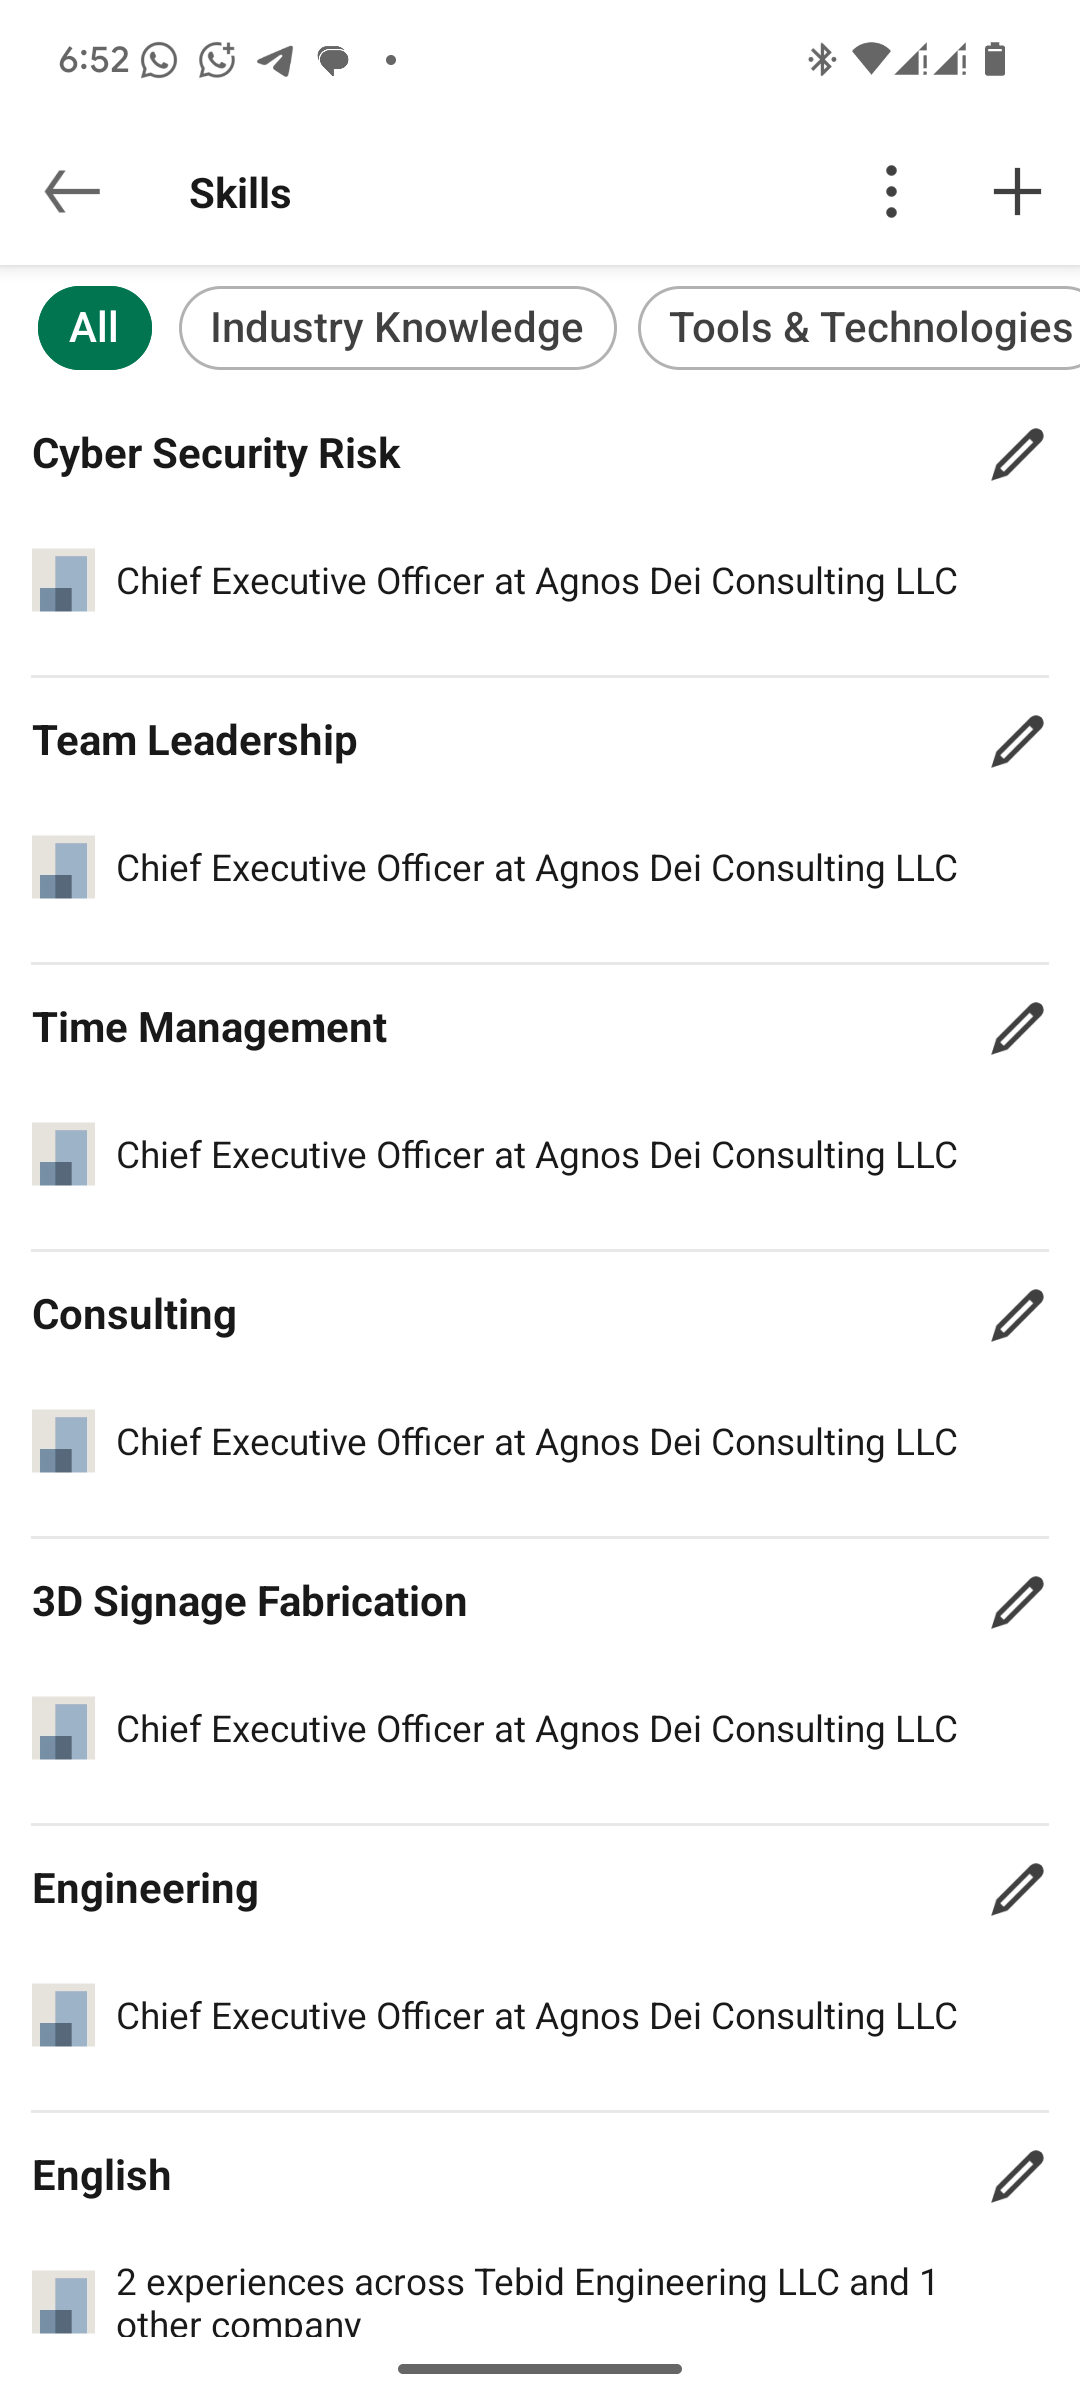 6:52
Skills
All
Industry Knowledge
Tools & Technologies
Cyber Security Risk
Chief Executive Officer at Agnos Dei Consulting LLC
Team Leadership
Chief Executive Officer at Agnos Dei Consulting LLC
Time Management
Chief Executive Officer at Agnos Dei Consulting LLC
Consulting
Chief Executive Officer at Agnos Dei Consulting LLC
3D Signage Fabrication
Chief Executive Officer at Agnos Dei Consulting LLC
Engineering
Chief Executive Officer at Agnos Dei Consulting LLC
English
2 experiences across Tebid Engineering LLC and 1
other company